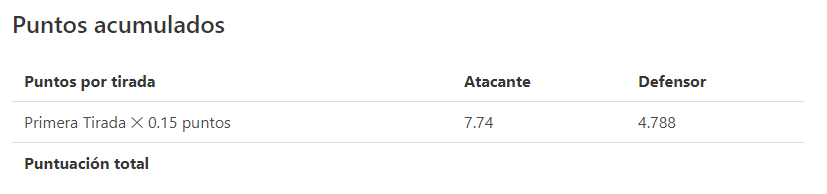 Puntos acumulados
Puntos por tirada Atacante Defensor
Primera Tirada × 0.15 puntos 7.74 4.788
Puntuación total